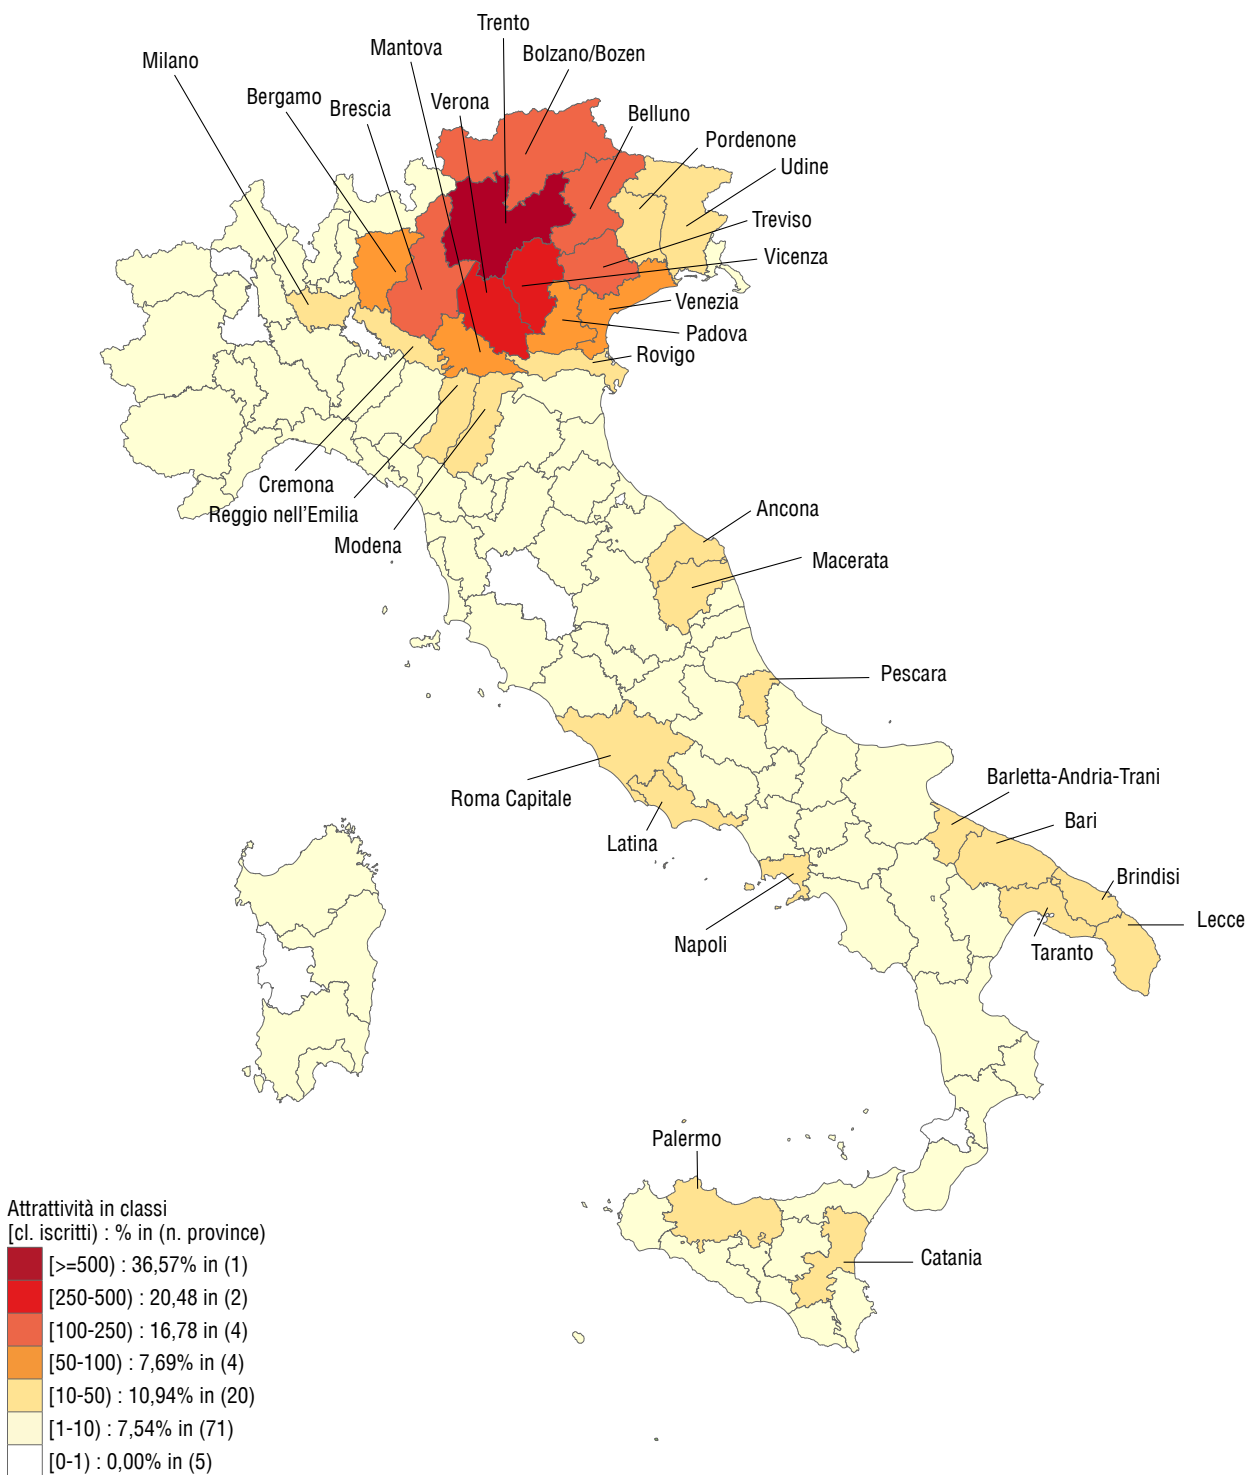 Trento
Mantova
Bolzano/Bozen
Milano
Bergamo
Brescia
Verona
Belluno
Pordenone
Udine
Treviso
Vicenza
Venezia
Padova
Rovigo
Cremona
Reggio nell'Emilia
Modena
Ancona
Macerata
Pescara
Roma Capitale
Latina
Barletta-Andria-Trani
Bari
Brindisi
Lecce
Napoli
Taranto
Palermo
Catania
Attrattività in classi
[cl. iscritti) : % in (n. province)
[>=500) : 36,57% in (1)
[250-500) : 20,48 in (2)
[100-250) : 16,78 in (4)
[50-100) : 7,69% in (4)
[10-50) : 10,94% in (20)
[1-10) : 7,54% in (71)
[0-1) : 0,00% in (5)